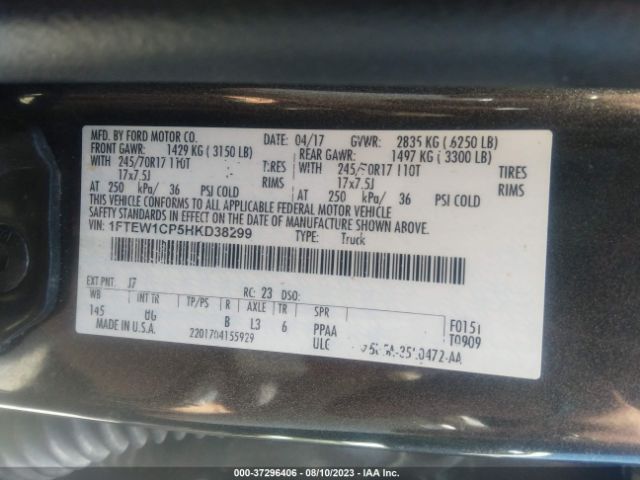 MFD. BY FORD MOTOR CO. 04/17 GVWR: 2835 KG ( 6250 LB)
FRONT GAWR: 1429 KG ( 3150 LB) REAR GAWR: 1497 KG ( 3300 LB)
WITH 245/70R17 110T TIRES WITH 245/70R17 110T TIRES
17x7.5J RIMS 17x7.5J RIMS
AT 250 kPa/ 36 PSI COLD AT 250 kPa/ 36 PSI COLD
THIS VEHICLE CONFORMS TO ALL APPLICABLE FEDERAL MOTOR VEHICLE
SAFETY STANDARDS IN EFFECT ON THE DATE OF MANUFACTURE SHOWN ABOVE.
VIN: 1FTEW1CP5HKD38299
TYPE: Truck
EXT PNT: J7 RC: 23 DSO:
WB INT TR TP/PS R AXLE TR SPR
145 B L3 6 PPAA F0151
MADE IN U.S.A. 2201704155929 ULC T0909
000-37296406 - 08/10/2023 - IAA Inc.